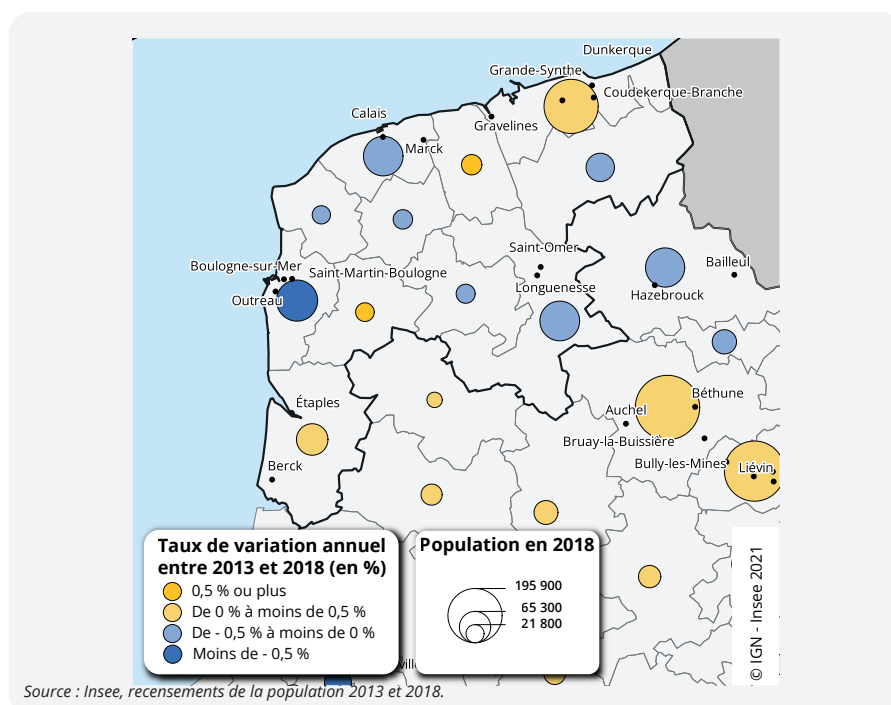 Dunkerque
Grande-Synthe
Coudekerque-Branche
Calais
Gravelines
Marck
Saint-Omer
Bailleul
Boulogne-sur-Mer
Saint-Martin-Boulogne
Longuenesse
Hazebrouck
Outreau
Béthune
Étaples
Auchel
Bruay-la-Buissière
Berck
Bully-les-Mines
Liévin
Taux de variation annuel
entre 2013 et 2018 (en %)
0,5 % ou plus
De 0 % à moins de 0,5 %
De - 0,5 % à moins de 0 %
Moins de - 0,5 %
Population en 2018
195 900
65 300
21 800
© IGN - Insee 2021
Source : Insee, recensements de la population 2013 et 2018.